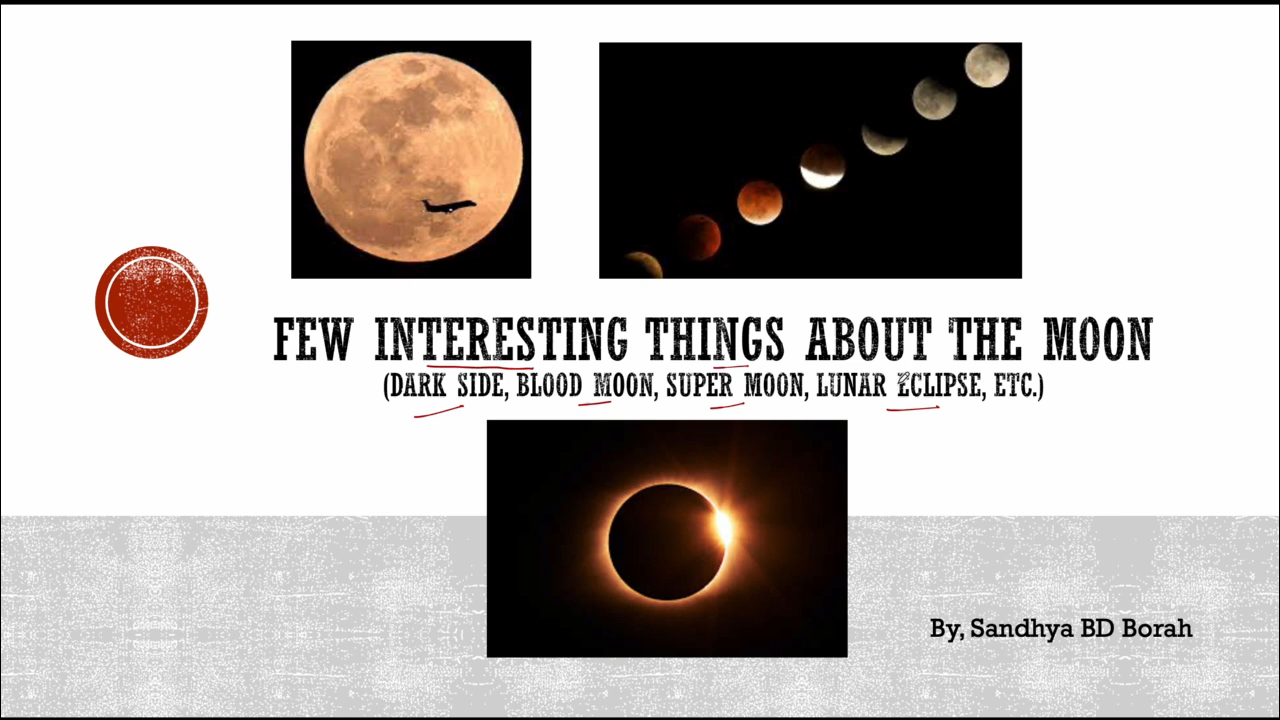 FEW INTERESTING THINGS ABOUT THE MOON
(DARK SIDE, BLOOD MOON, SUPER MOON, LUNAR ECLIPSE, ETC.)
By, Sandhya BD Borah